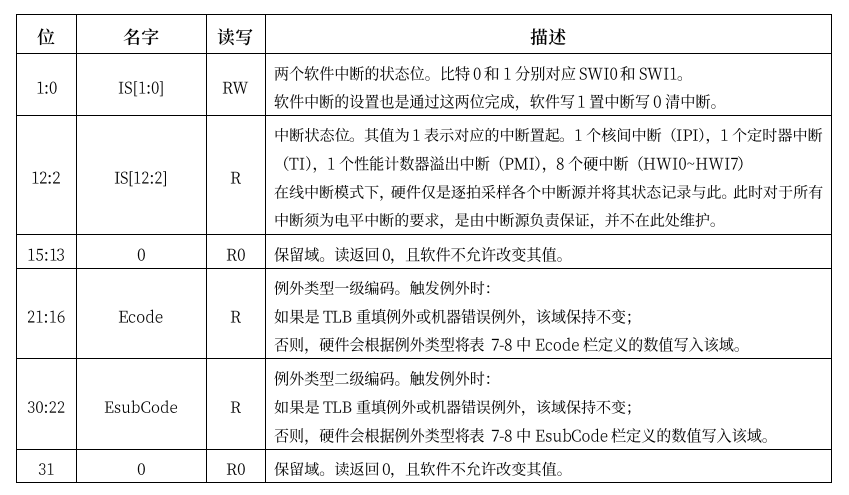 位 名字 读写 描述
1:0 IS[1:0] RW 两个软件中断的状态位。比特 0 和 1 分别对应 SWI0 和 SWI1。
软件中断的设置也是通过这两位完成，软件写 1 置中断写 0 清中断。
12:2 IS[12:2] R 中断状态位。其值为 1 表示对应的中断置起。1 个核间中断（IPI），1 个定时器中断
（TI），1 个性能计数器溢出中断（PMI），8 个硬中断（HWI0~HWI7）
在线中断模式下，硬件仅是逐拍采样各个中断源并将其状态记录与此。此时对于所有
中断须为电平中断的要求，是由中断源负责保证，并不在此处维护。
15:13 0 R0 保留域。读返回 0，且软件不允许改变其值。
21:16 Ecode R 例外类型一级编码。触发例外时：
如果是 TLB 重填例外或机器错误例外，该域保持不变；
否则，硬件会根据例外类型将表 7-8 中 Ecode 栏定义的数值写入该域。
30:22 EsubCode R 例外类型二级编码。触发例外时：
如果是 TLB 重填例外或机器错误例外，该域保持不变；
否则，硬件会根据例外类型将表 7-8 中 EsubCode 栏定义的数值写入该域。
31 0 R0 保留域。读返回 0，且软件不允许改变其值。